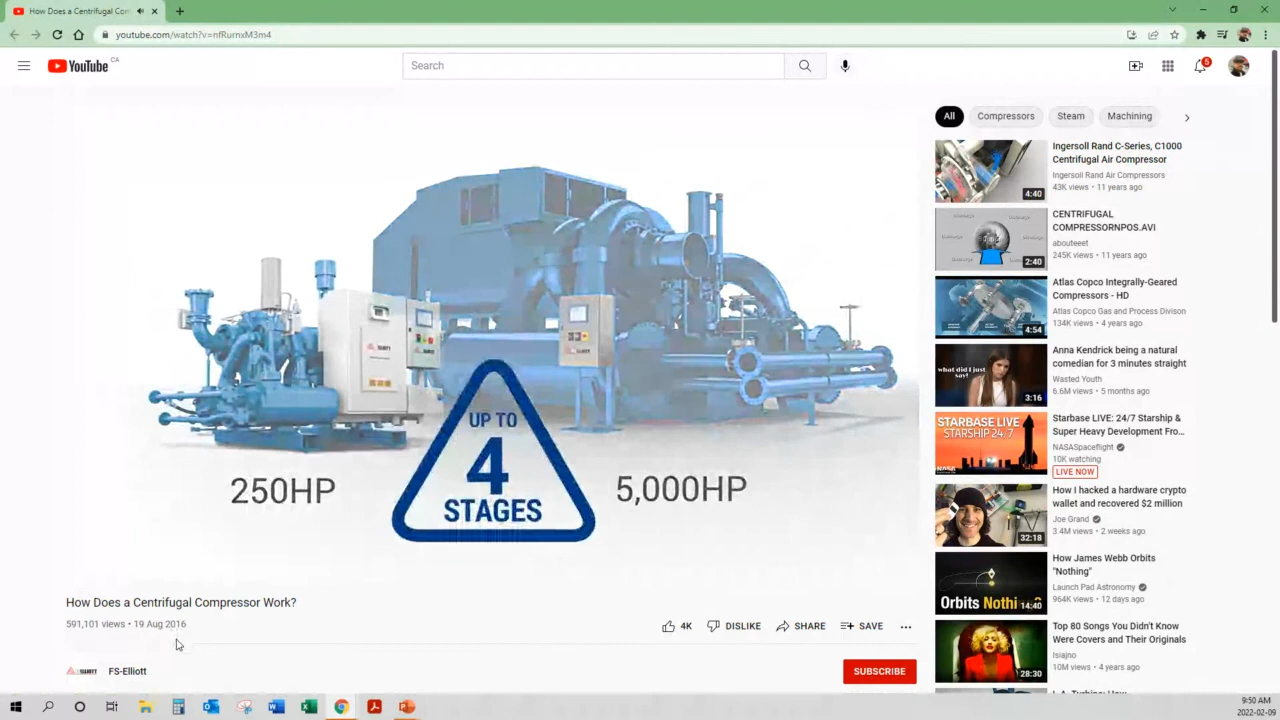 How Does a Centrifugal Cor
youtube.com/watch?v=nfRurnxM3m4
YouTube CA
Search
5
All
Compressors
Steam
Machining
UP TO
4
STAGES
250HP
5,000HP
How Does a Centrifugal Compressor Work?
591,101 views • 19 Aug 2016
4K
DISLIKE
SHARE
SAVE
FS-Elliott
SUBSCRIBE
Ingersoll Rand C-Series, C1000
Centrifugal Air Compressor
Ingersoll Rand Air Compressors
43K views • 11 years ago
4:40
CENTRIFUGAL
COMPRESSORNPOS.AVI
abouteeet
245K views • 11 years ago
2:40
Atlas Copco Integrally-Geared
Compressors - HD
Atlas Copco Gas and Process Divison
134K views • 4 years ago
4:54
Anna Kendrick being a natural
comedian for 3 minutes straight
Wasted Youth
6.6M views • 5 months ago
what did I just
say!
3:16
Starbase LIVE: 24/7 Starship &
Super Heavy Development Fro...
NASASpaceflight
10K watching
LIVE NOW
STARBASE LIVE
STARSHIP 24/7
How I hacked a hardware crypto
wallet and recovered $2 million
Joe Grand
3.4M views • 2 weeks ago
32:18
How James Webb Orbits
"Nothing"
Launch Pad Astronomy
964K views • 12 days ago
Orbits Nothi
14:40
Top 80 Songs You Didn't Know
Were Covers and Their Originals
Isiajno
10M views • 4 years ago
28:30
9:50 AM
2022-02-09